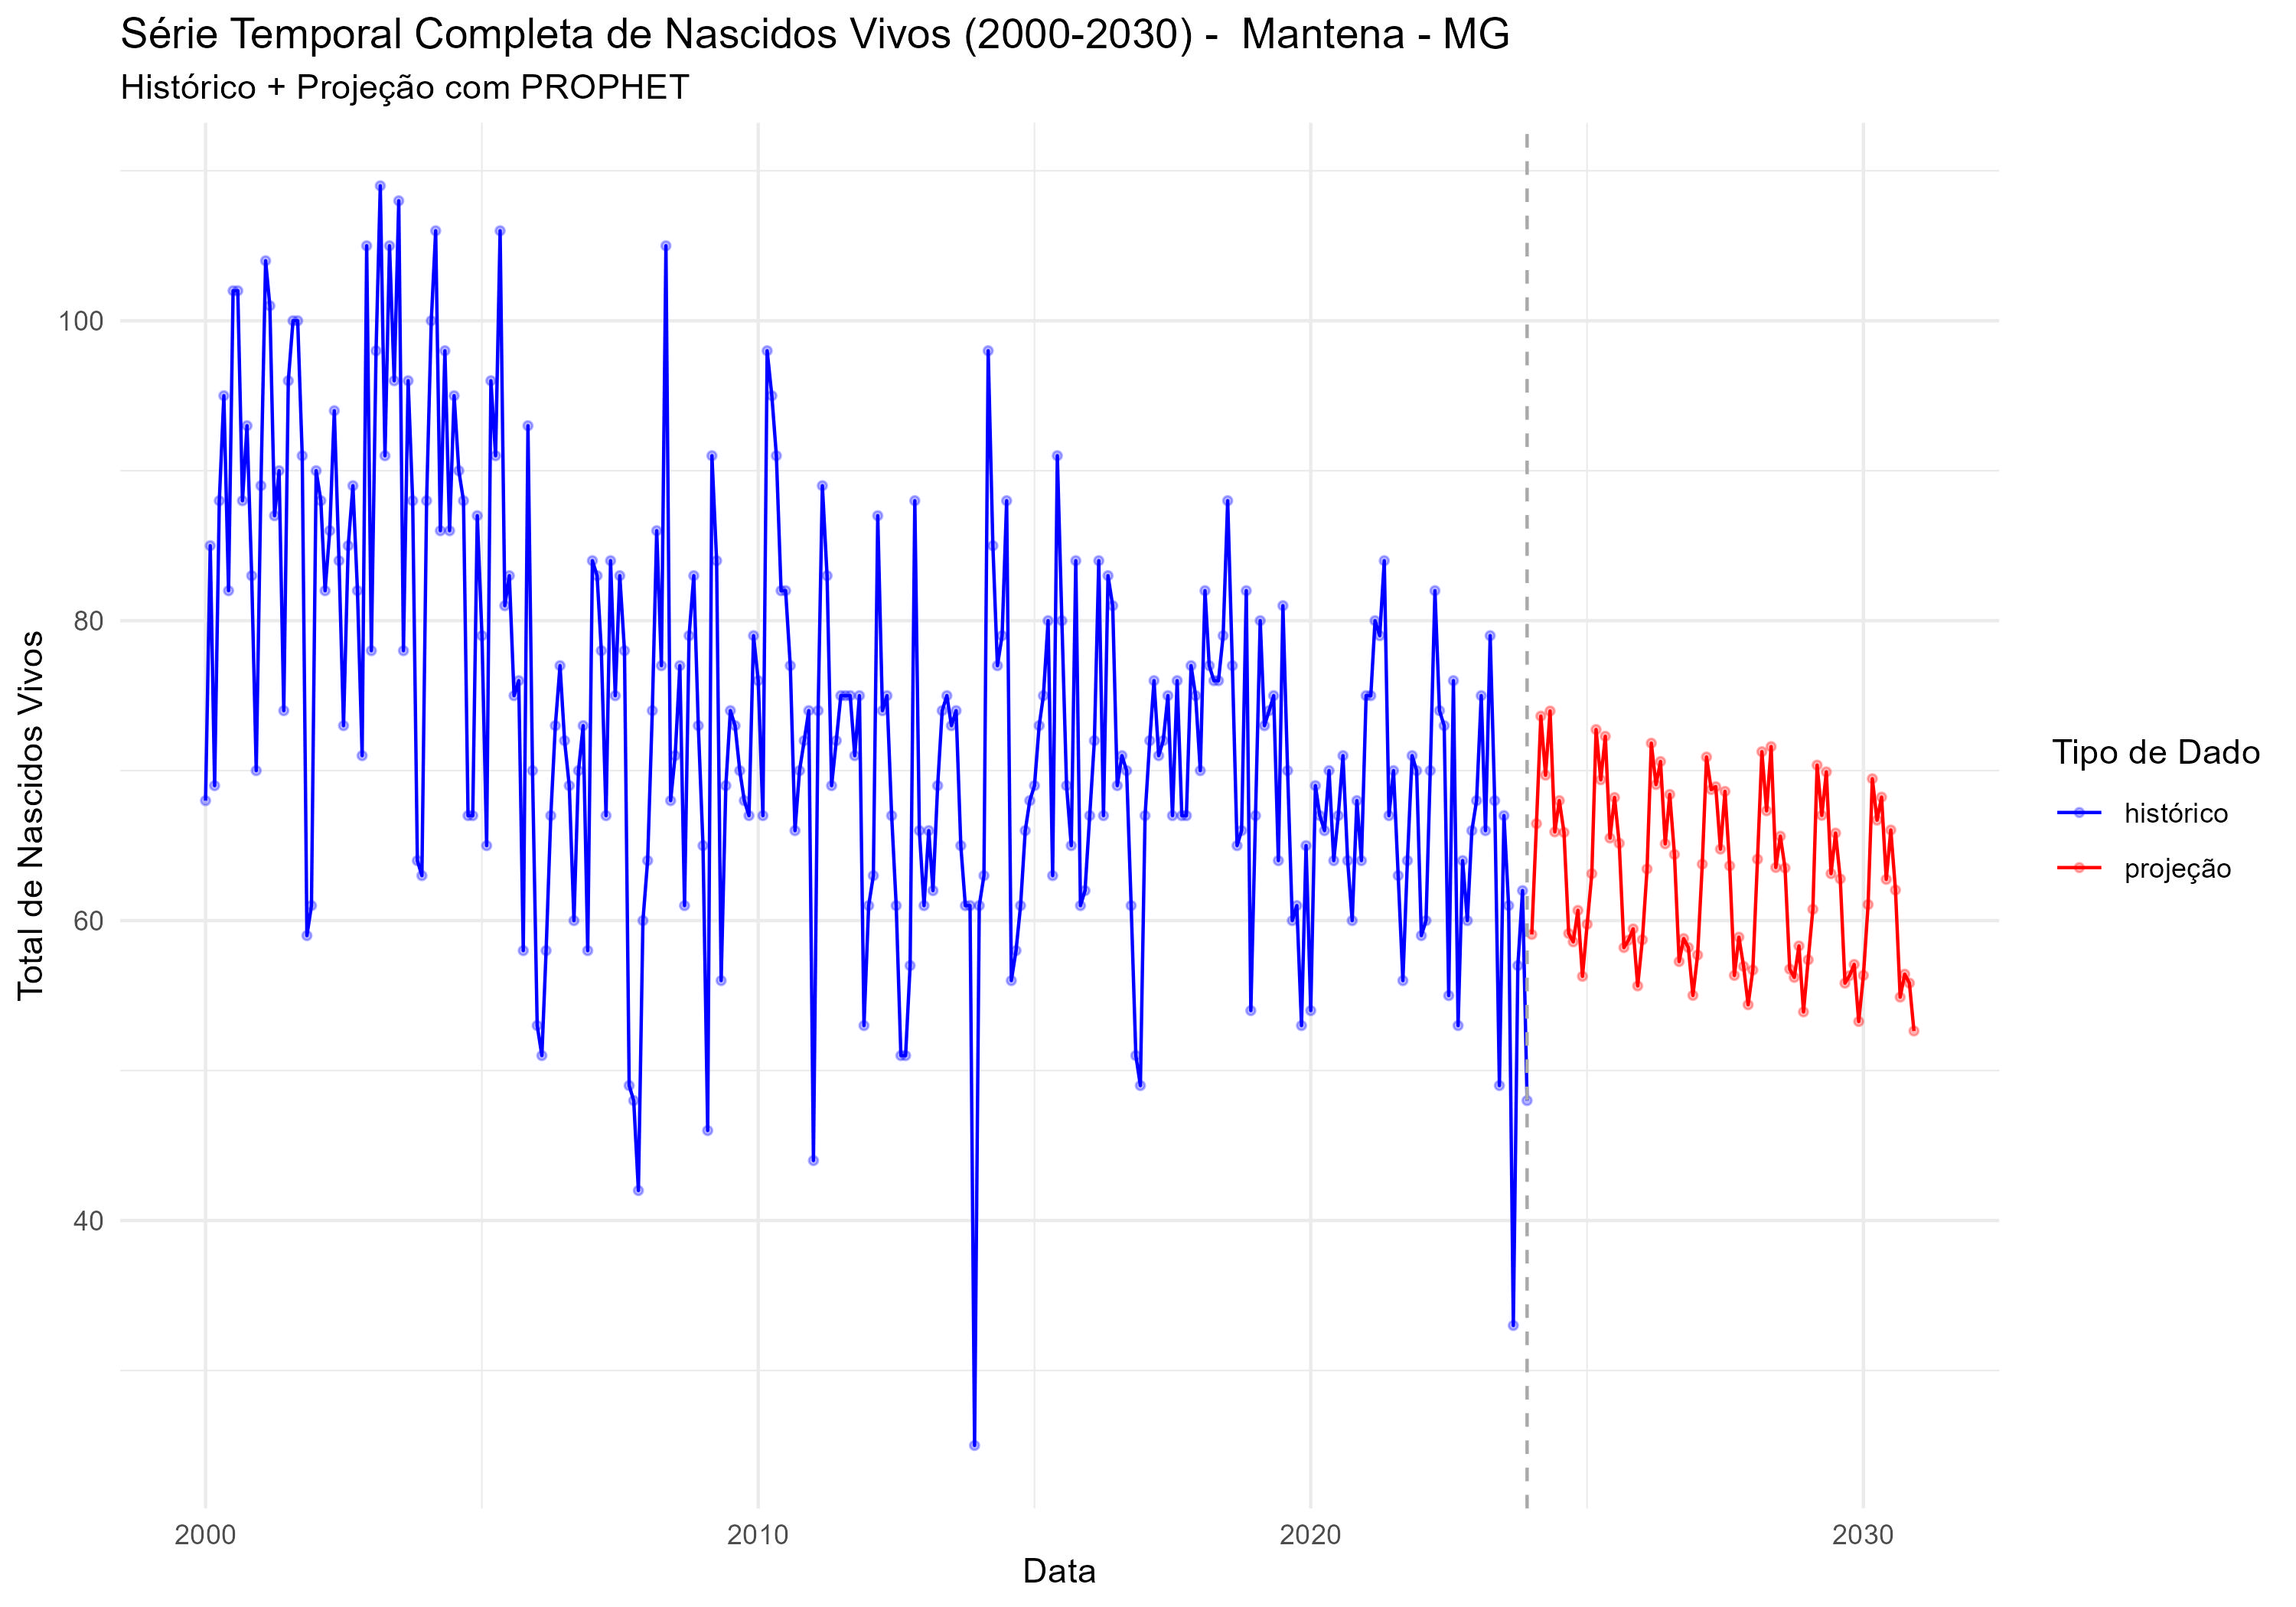 Série Temporal Completa de Nascidos Vivos (2000-2030) -  Mantena - MG
Histórico + Projeção com PROPHET
Total de Nascidos Vivos
100
80
60
40
2000
2010
2020
2030
Data
Tipo de Dado
histórico
projeção